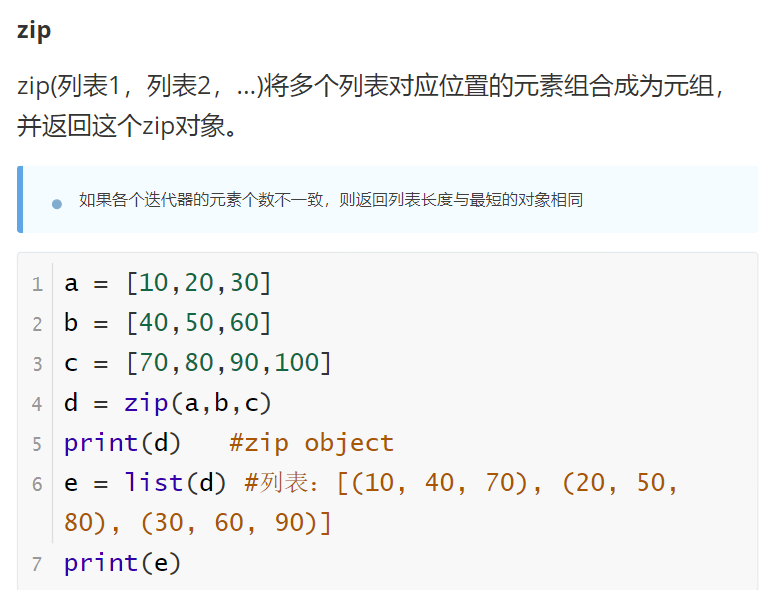 zip
zip(列表1，列表2，...)将多个列表对应位置的元素组合成为元组，
并返回这个zip对象。
如果各个迭代器的元素个数不一致，则返回列表长度与最短的对象相同
1 a = [10,20,30]
2 b = [40,50,60]
3 c = [70,80,90,100]
4 d = zip(a,b,c)
5 print(d)   #zip object
6 e = list(d) #列表：[(10, 40, 70), (20, 50,
80), (30, 60, 90)]
7 print(e)